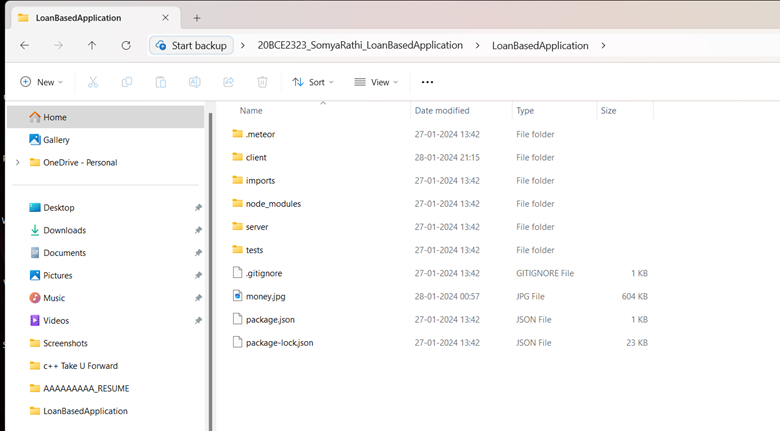 LoanBasedApplication
Start backup 20BCE2323_SomyaRathi_LoanBasedApplication LoanBasedApplication
New Sort View
Home
Gallery
OneDrive - Personal
Desktop
Downloads
Documents
Pictures
Music
Videos
Screenshots
c++ Take U Forward
AAAAAAAAA_RESUME
LoanBasedApplication
Name Date modified Type Size
.meteor 27-01-2024 13:42 File folder
client 28-01-2024 21:15 File folder
imports 27-01-2024 13:42 File folder
node_modules 27-01-2024 13:42 File folder
server 27-01-2024 13:42 File folder
tests 27-01-2024 13:42 File folder
.gitignore 27-01-2024 13:42 GITIGNORE File 1 KB
money.jpg 28-01-2024 00:57 JPG File 604 KB
package.json 27-01-2024 13:42 JSON File 1 KB
package-lock.json 27-01-2024 13:42 JSON File 23 KB